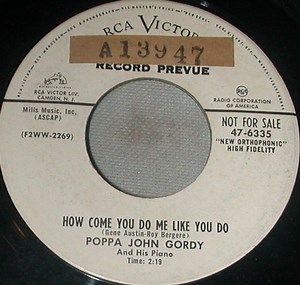 RCA VICTOR
A13947
RECORD PREVUE
RCA VICTOR DIV.
CAMDEN, N. J.
RCA
RADIO CORPORATION
OF AMERICA
Mills Music, Inc.
(ASCAP)
(F2WW-2269)
NOT FOR SALE
47-6335
"NEW ORTHOPHONIC"
HIGH FIDELITY
HOW COME YOU DO ME LIKE YOU DO
(Gene Austin-Roy Bergere)
POPPA JOHN GORDY
And His Piano
Time: 2:19